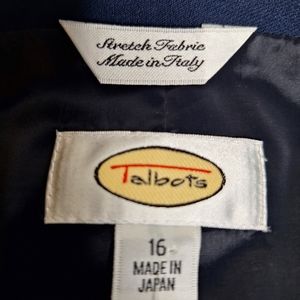 Stretch Fabric
Made in Italy
Talbots
16
MADE IN
JAPAN